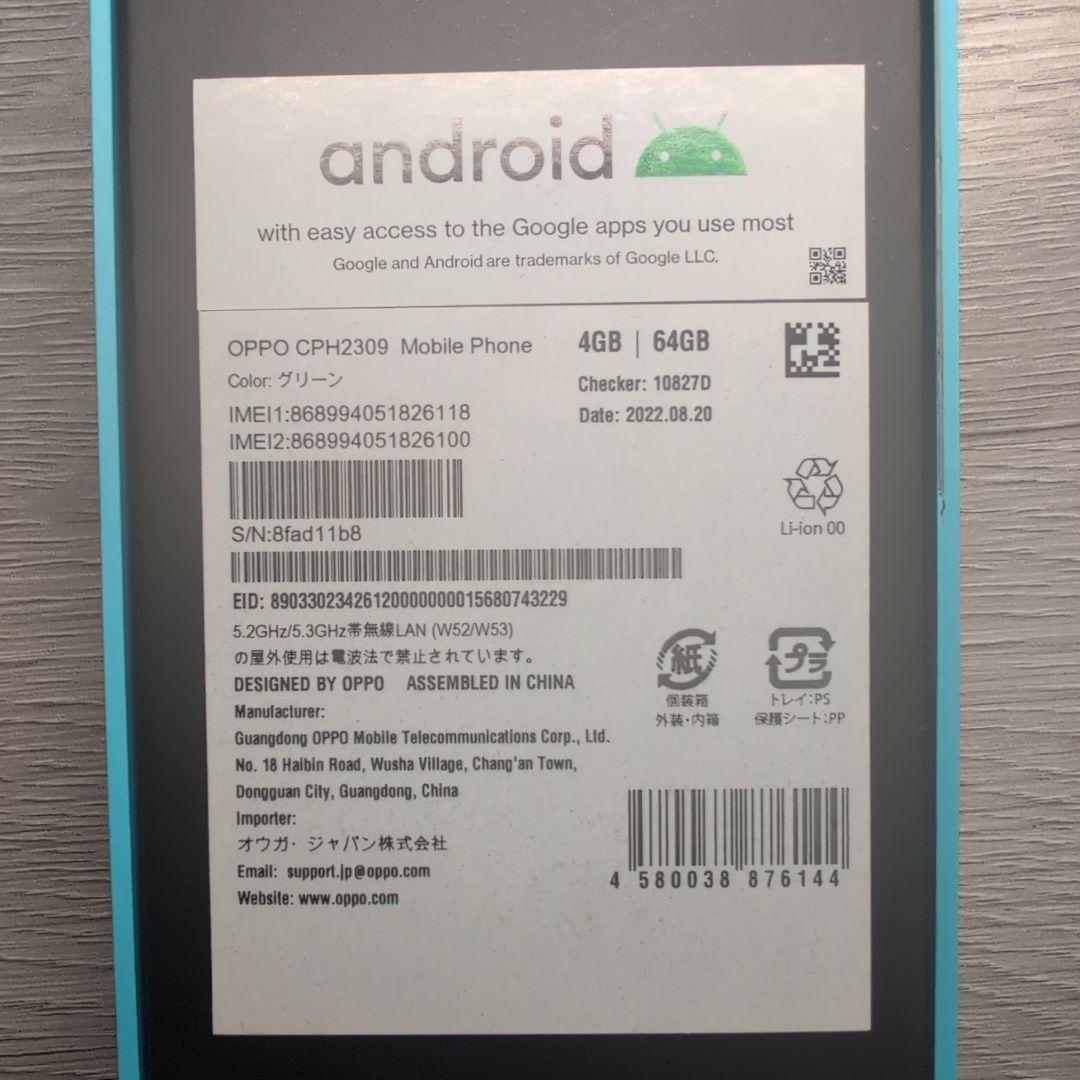 android
with easy access to the Google apps you use most
Google and Android are trademarks of Google LLC.
OPPO CPH2309 Mobile Phone
4GB | 64GB
Color: グリーン
Checker: 10827D
IMEI1:868994051826118
Date: 2022.08.20
IMEI2:868994051826100
Li-ion 00
S/N:8fad11b8
EID: 89033023426120000000015680743229
5.2GHz/5.3GHz帯無線LAN (W52/W53)
の屋外使用は電波法で禁止されています。
紙
プラ
DESIGNED BY OPPO ASSEMBLED IN CHINA
個装箱
外装・内箱
トレイ:PS
保護シート:PP
Manufacturer:
Guangdong OPPO Mobile Telecommunications Corp., Ltd.
No. 18 Haibin Road, Wusha Village, Chang'an Town,
Dongguan City, Guangdong, China
Importer:
オウガ・ジャパン株式会社
Email: support.jp@oppo.com
Website: www.oppo.com
4 580038 876144